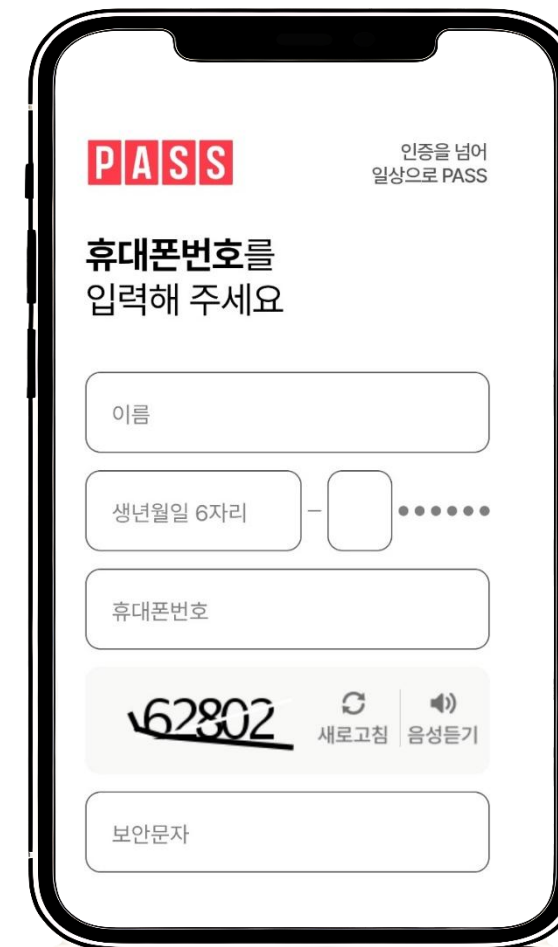 PASS
인증을 넘어
일상으로 PASS
휴대폰번호를
입력해 주세요
이름
생년월일 6자리 – ●●●●●●
휴대폰번호
62802
새로고침 음성듣기
보안문자